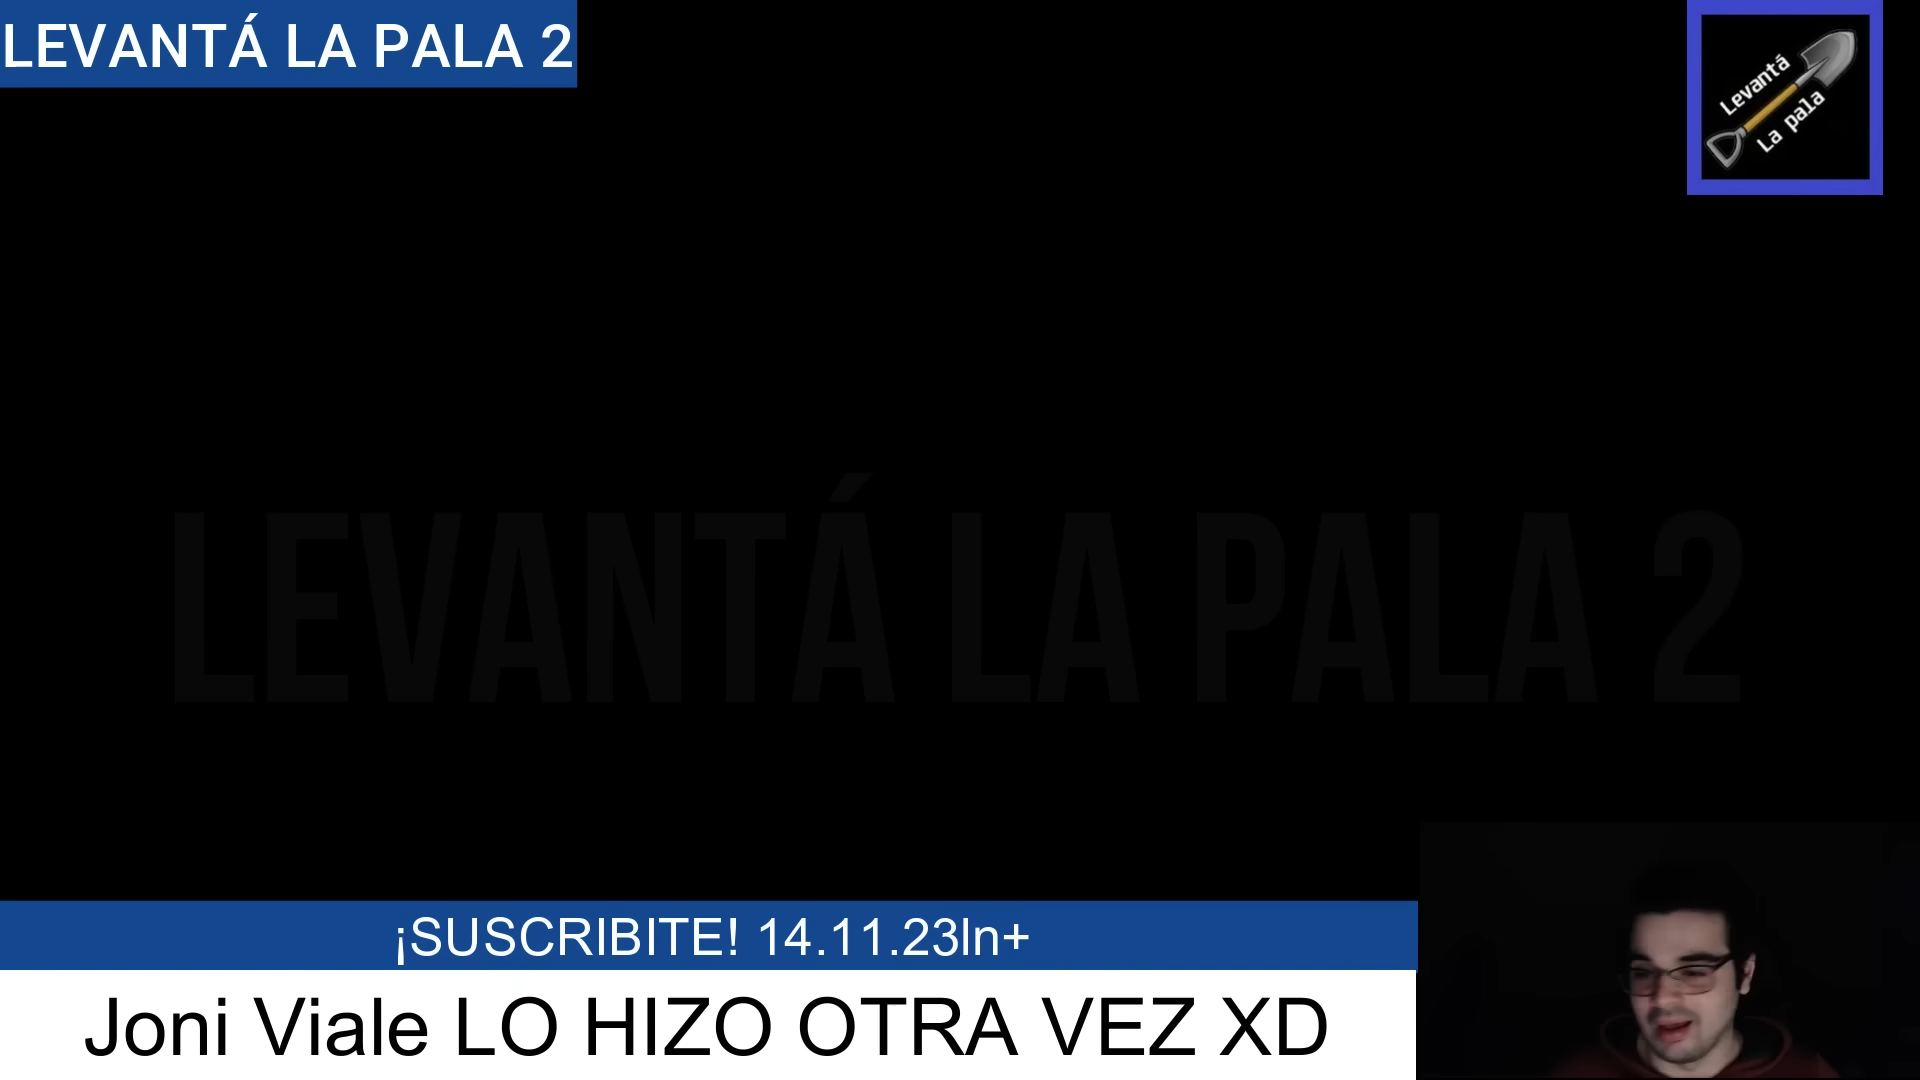 LEVANTÁ LA PALA 2
Levantá
La pala
LEVANTÁ LA PALA 2
¡SUSCRIBITE! 14.11.23ln+
Joni Viale LO HIZO OTRA VEZ XD